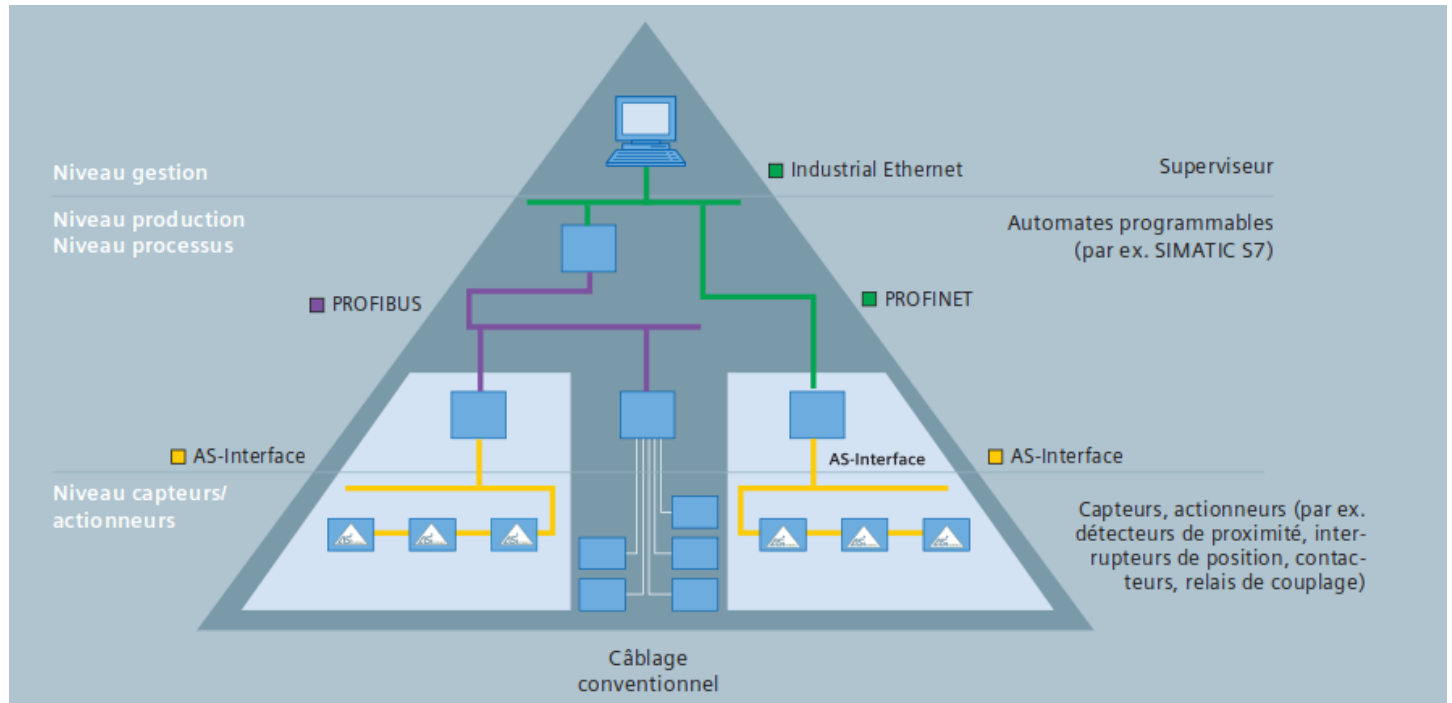 Niveau gestion
Industrial Ethernet
Superviseur
Niveau production
Niveau processus
Automates programmables
(par ex. SIMATIC S7)
PROFIBUS
PROFINET
AS-Interface
AS-Interface
AS-Interface
Niveau capteurs/
actionneurs
Capteurs, actionneurs (par ex.
détecteurs de proximité, inter-
rupteurs de position, contac-
teurs, relais de couplage)
Câblage
conventionnel